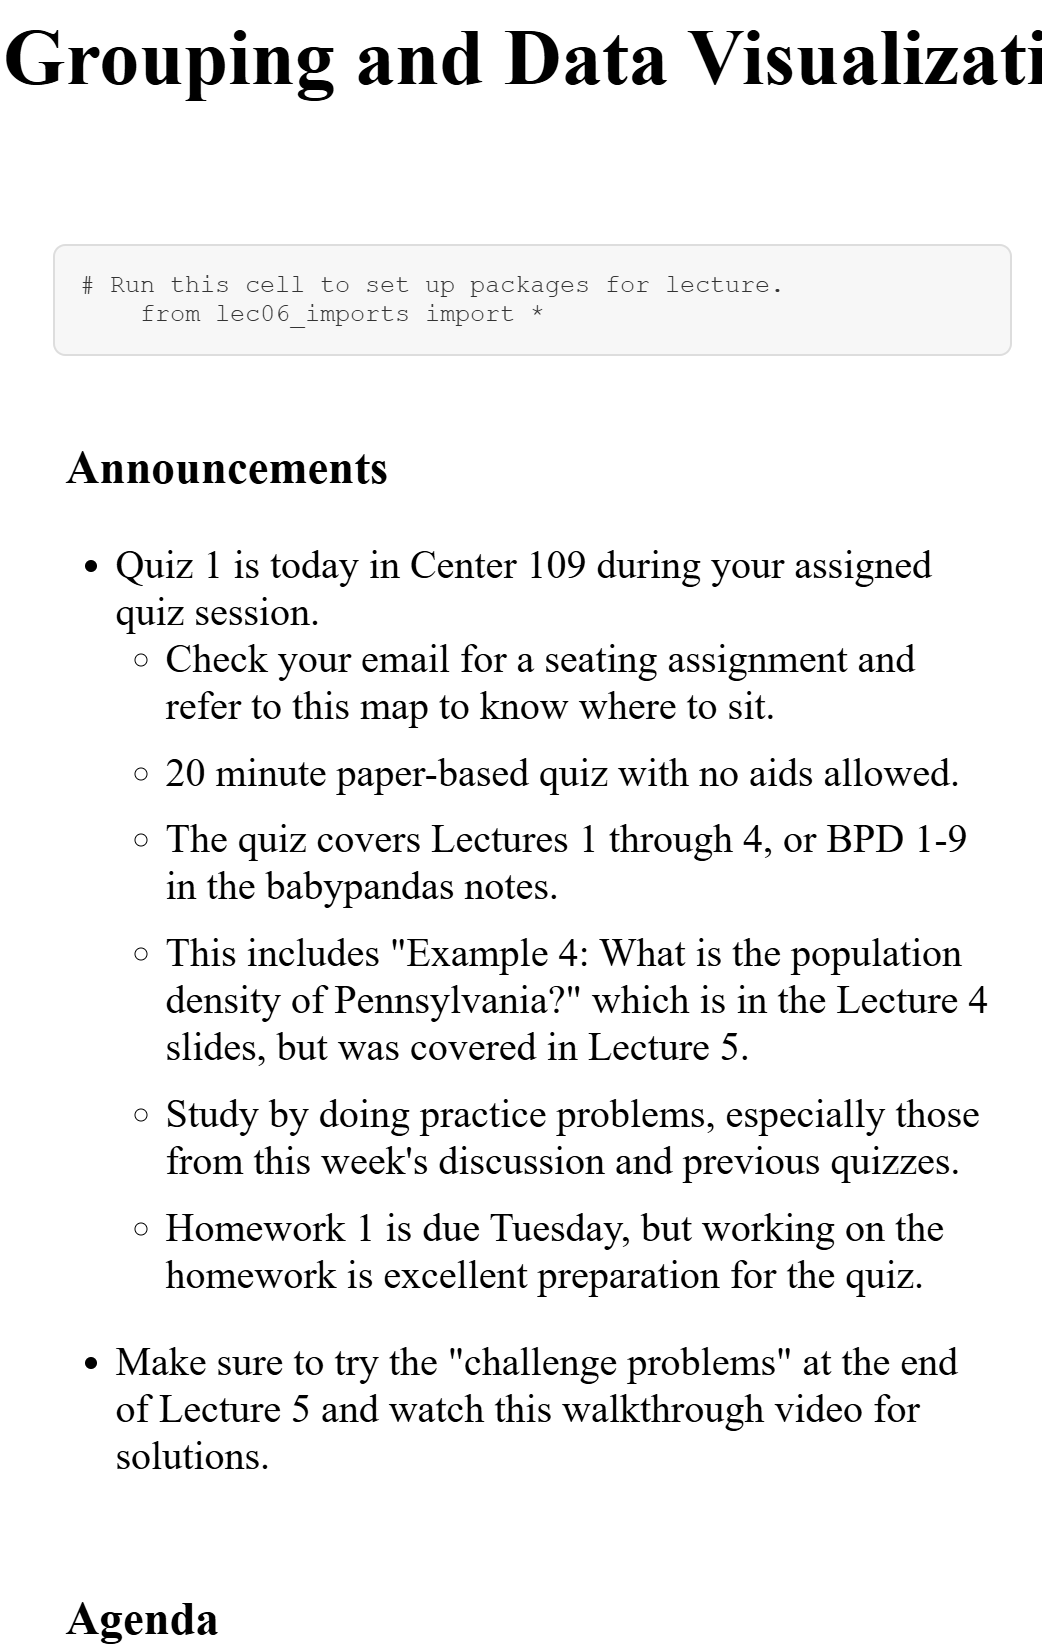 Grouping and Data Visualizati
# Run this cell to set up packages for lecture.
from lec06_imports import *
Announcements
• Quiz 1 is today in Center 109 during your assigned
quiz session.
◦ Check your email for a seating assignment and
refer to this map to know where to sit.
◦ 20 minute paper-based quiz with no aids allowed.
◦ The quiz covers Lectures 1 through 4, or BPD 1-9
in the babypandas notes.
◦ This includes "Example 4: What is the population
density of Pennsylvania?" which is in the Lecture 4
slides, but was covered in Lecture 5.
◦ Study by doing practice problems, especially those
from this week's discussion and previous quizzes.
◦ Homework 1 is due Tuesday, but working on the
homework is excellent preparation for the quiz.
• Make sure to try the "challenge problems" at the end
of Lecture 5 and watch this walkthrough video for
solutions.
Agenda